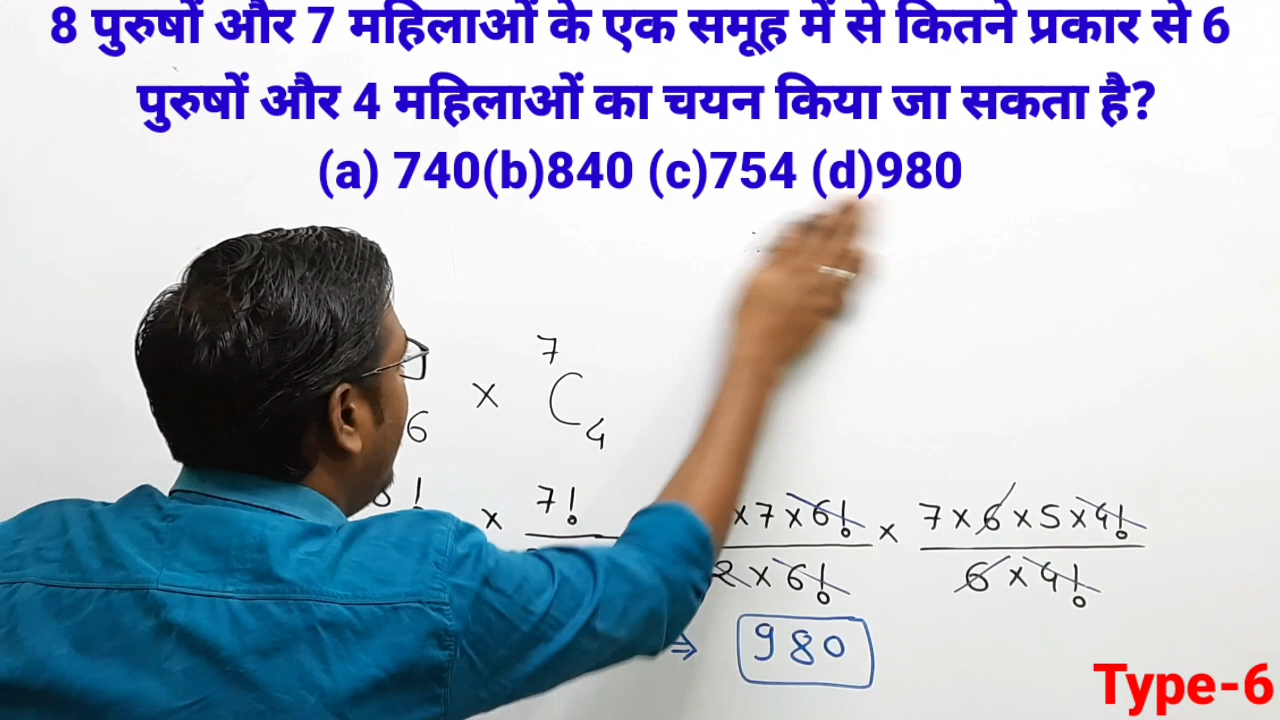 8 पुरुषों और 7 महिलाओं के एक समूह में से कितने प्रकार से 6
पुरुषों और 4 महिलाओं का चयन किया जा सकता है?
(a) 740(b)840 (c)754 (d)980
6 × 7 C 4
! × 7!
×7×6! × 7×6×5×4!
2×6! 6×4!
⇒ 980
Type-6